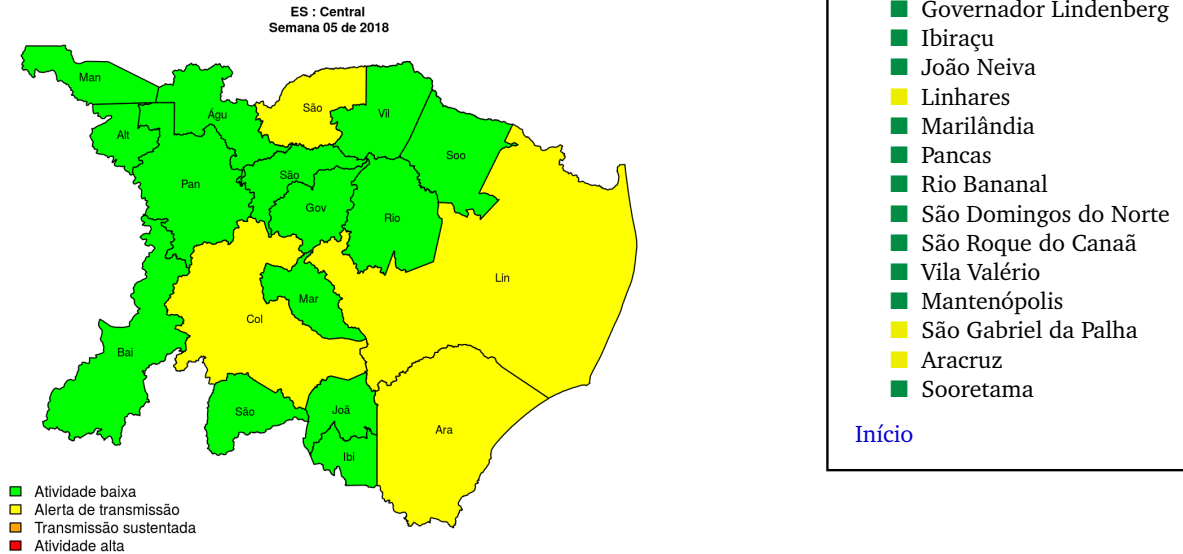 ES : Central
Semana 05 de 2018
Man
Alt
Águ
São
Vil
Soo
Pan
São
Gov
Rio
Lin
Mar
Col
Bai
São
Joã
Ibi
Ara
Atividade baixa
Alerta de transmissão
Transmissão sustentada
Atividade alta
Governador Lindenberg
Ibiraçu
João Neiva
Linhares
Marilândia
Pancas
Rio Bananal
São Domingos do Norte
São Roque do Canaã
Vila Valério
Mantenópolis
São Gabriel da Palha
Aracruz
Sooretama
Início